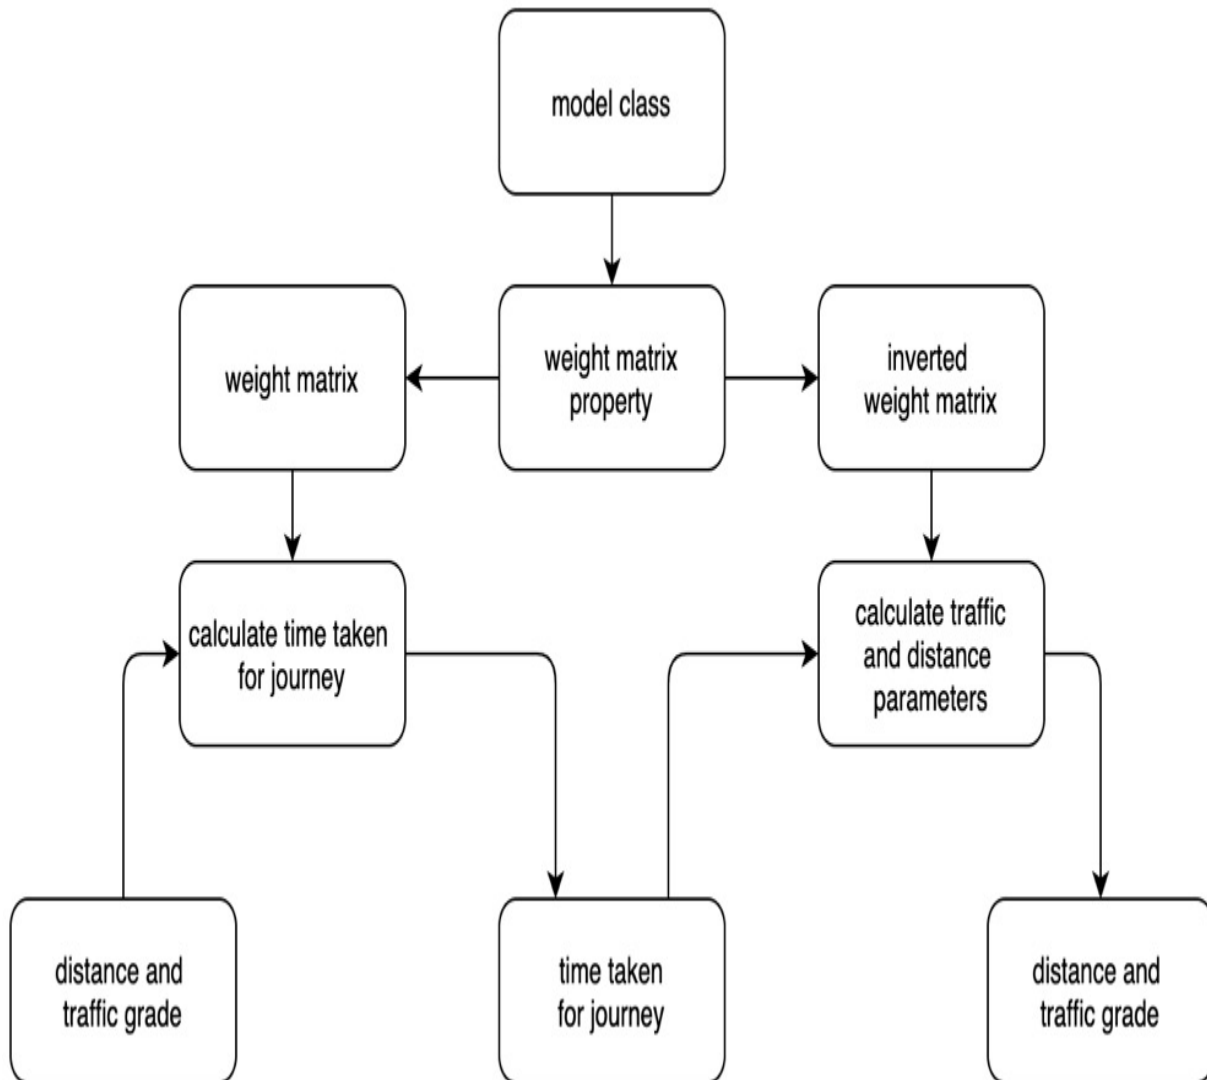 model class
weight matrix
weight matrix
property
inverted
weight matrix
calculate time taken
for journey
calculate traffic
and distance
parameters
distance and
traffic grade
time taken
for journey
distance and
traffic grade